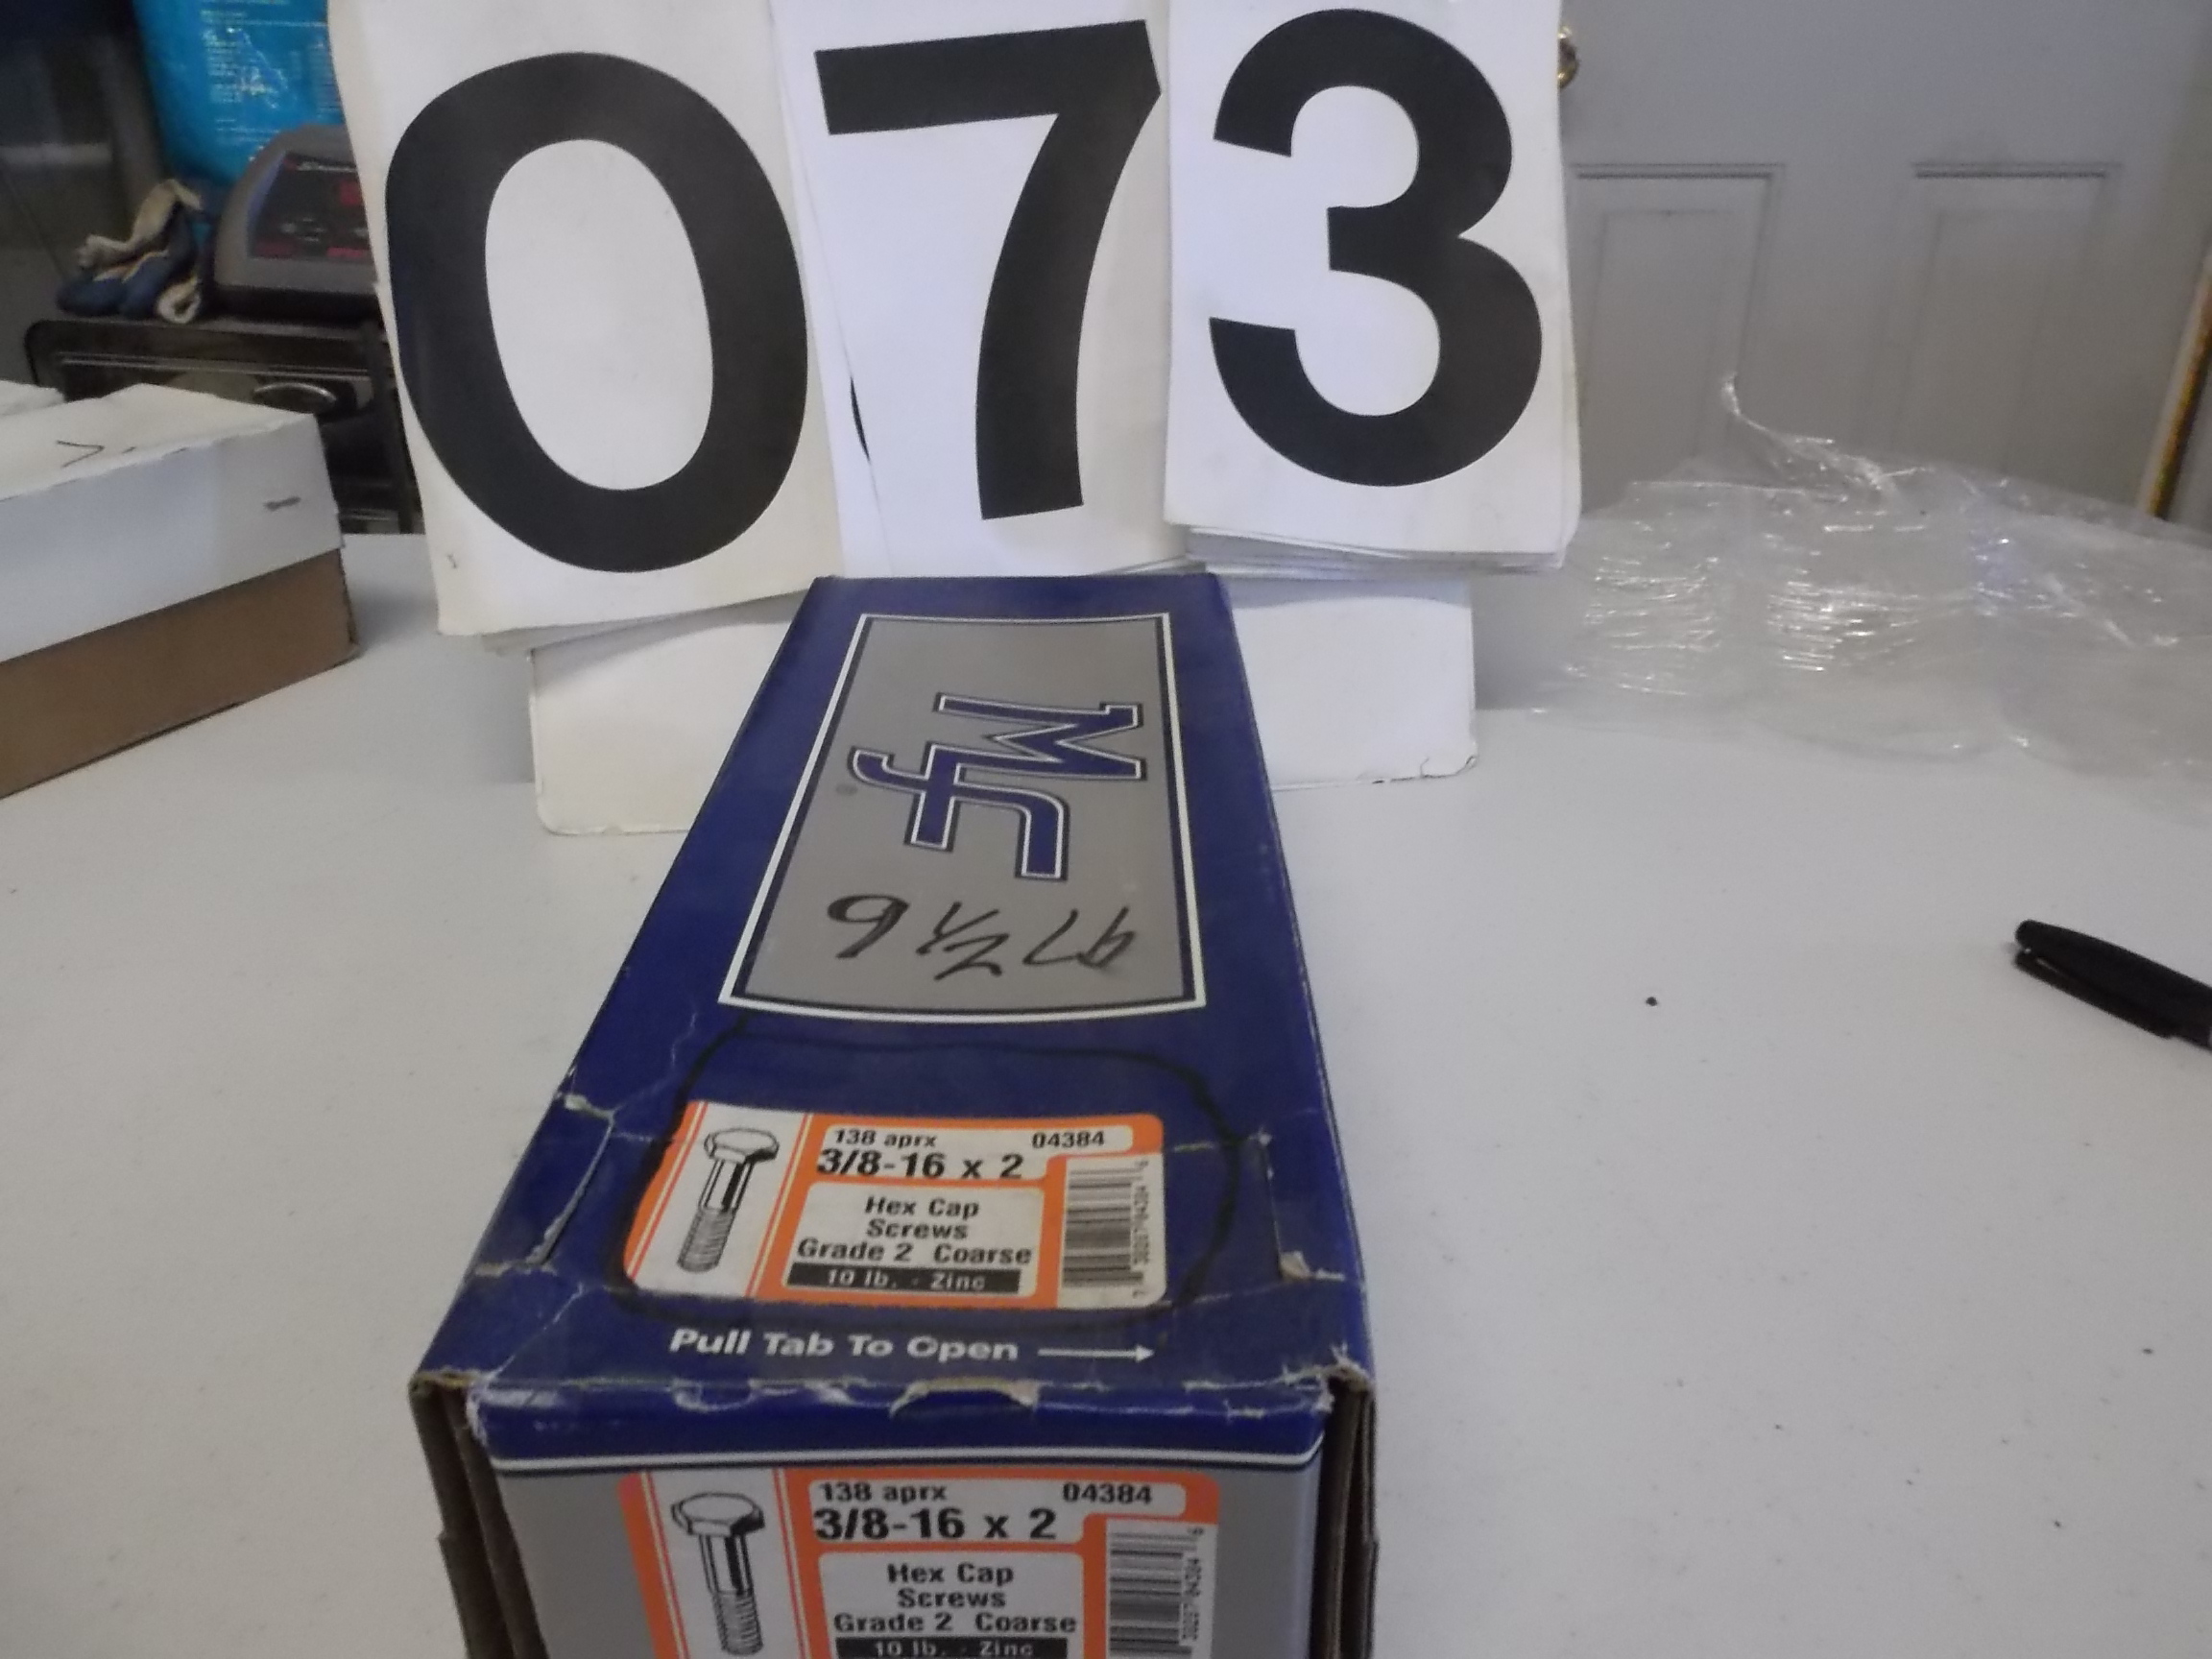 073
MF
®
138 aprx 04384
3/8-16 x 2
Hex Cap
Screws
Grade 2 Coarse
10 lb. - Zinc
Pull Tab To Open
138 aprx 04384
3/8-16 x 2
Hex Cap
Screws
Grade 2 Coarse
10 lb. - Zinc